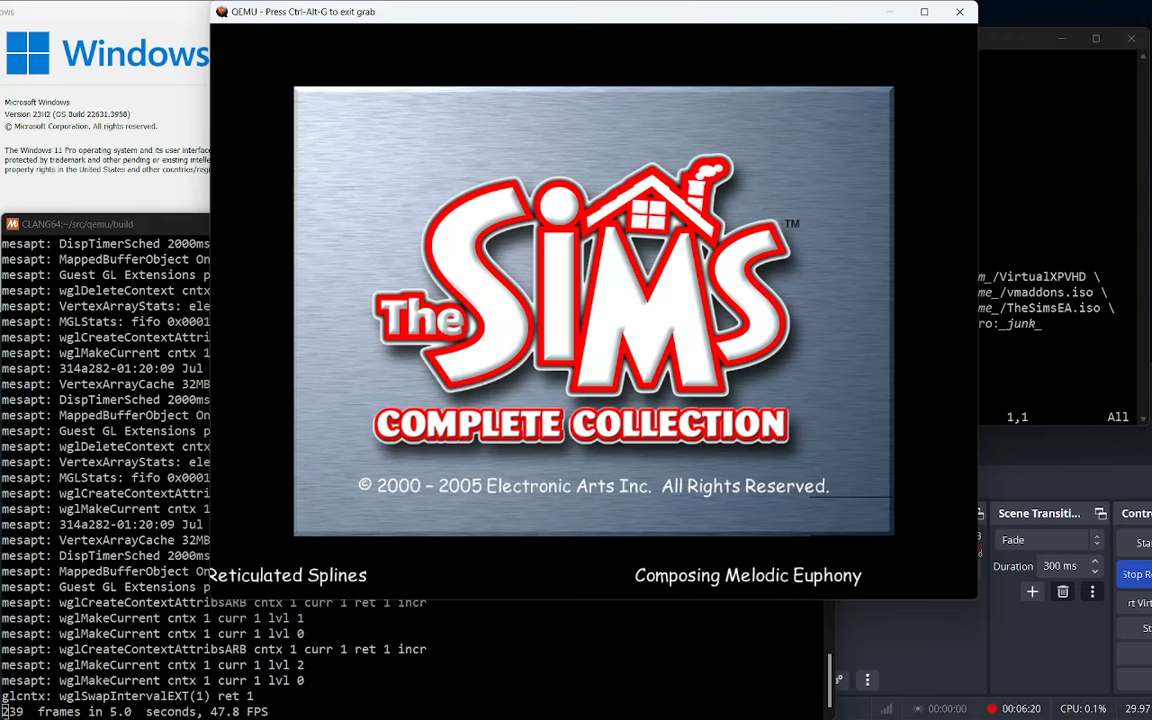 ows
QEMU - Press Ctrl-Alt-G to exit grab
Windows
Microsoft Windows
Version 23H2 (OS Build 22631.3958)
© Microsoft Corporation. All rights reserved.
The Windows 11 Pro operating system and its user interface
protected by trademark and other pending or existing intelle
property rights in the United States and other countries/regi
The Sims™
COMPLETE COLLECTION
© 2000 - 2005 Electronic Arts Inc. All Rights Reserved.
Reticulated Splines
Composing Melodic Euphony
CLANG64:~/src/qemu/build
mesapt: DispTimerSched 2000ms
mesapt: MappedBufferObject On
mesapt: Guest GL Extensions p
mesapt: wglDeleteContext cntx
mesapt: VertexArrayStats: ele
mesapt: MGLStats: fifo 0x0001
mesapt: wglCreateContextAttri
mesapt: wglMakeCurrent cntx 1
mesapt: 314a282-01:20:09 Jul
mesapt: VertexArrayCache 32MB
mesapt: DispTimerSched 2000ms
mesapt: MappedBufferObject On
mesapt: Guest GL Extensions p
mesapt: wglDeleteContext cntx
mesapt: VertexArrayStats: ele
mesapt: MGLStats: fifo 0x0001
mesapt: wglCreateContextAttri
mesapt: wglMakeCurrent cntx 1
mesapt: 314a282-01:20:09 Jul
mesapt: VertexArrayCache 32MB
mesapt: DispTimerSched 2000ms
mesapt: MappedBufferObject On
mesapt: Guest GL Extensions p
mesapt: wglCreateContextAttribsARB cntx 1 curr 1 ret 1 incr
mesapt: wglMakeCurrent cntx 1 curr 1 lvl 1
mesapt: wglMakeCurrent cntx 1 curr 1 lvl 0
mesapt: wglCreateContextAttribsARB cntx 1 curr 1 ret 1 incr
mesapt: wglMakeCurrent cntx 1 curr 1 lvl 2
mesapt: wglMakeCurrent cntx 1 curr 1 lvl 0
glcntx: wglSwapIntervalEXT(1) ret 1
239 frames in 5.0 seconds, 47.8 FPS
m_/VirtualXPVHD \
me_/vmaddons.iso \
me_/TheSimsEA.iso \
ro:_junk_
1,1 All
Scene Transiti... Contro
Fade Sta
Duration 300 ms Stop Re
rt Virt
St
00:00:00 00:06:20 CPU: 0.1% 29.97